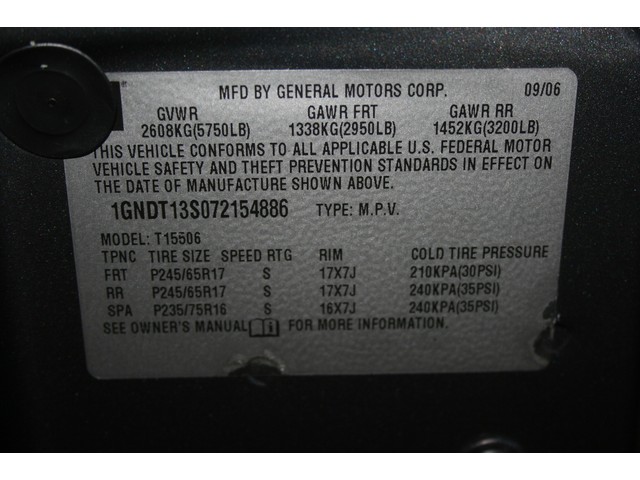 MFD BY GENERAL MOTORS CORP. 09/06
GVWR GAWR FRT GAWR RR
2608KG(5750LB) 1338KG(2950LB) 1452KG(3200LB)
THIS VEHICLE CONFORMS TO ALL APPLICABLE U.S. FEDERAL MOTOR
VEHICLE SAFETY AND THEFT PREVENTION STANDARDS IN EFFECT ON
THE DATE OF MANUFACTURE SHOWN ABOVE.
1GNDT13S072154886 TYPE: M.P.V.
MODEL: T15506
TPNC TIRE SIZE SPEED RTG RIM COLD TIRE PRESSURE
FRT P245/65R17 S 17X7J 210KPA(30PSI)
RR P245/65R17 S 17X7J 240KPA(35PSI)
SPA P235/75R16 S 16X7J 240KPA(35PSI)
SEE OWNER'S MANUAL FOR MORE INFORMATION.